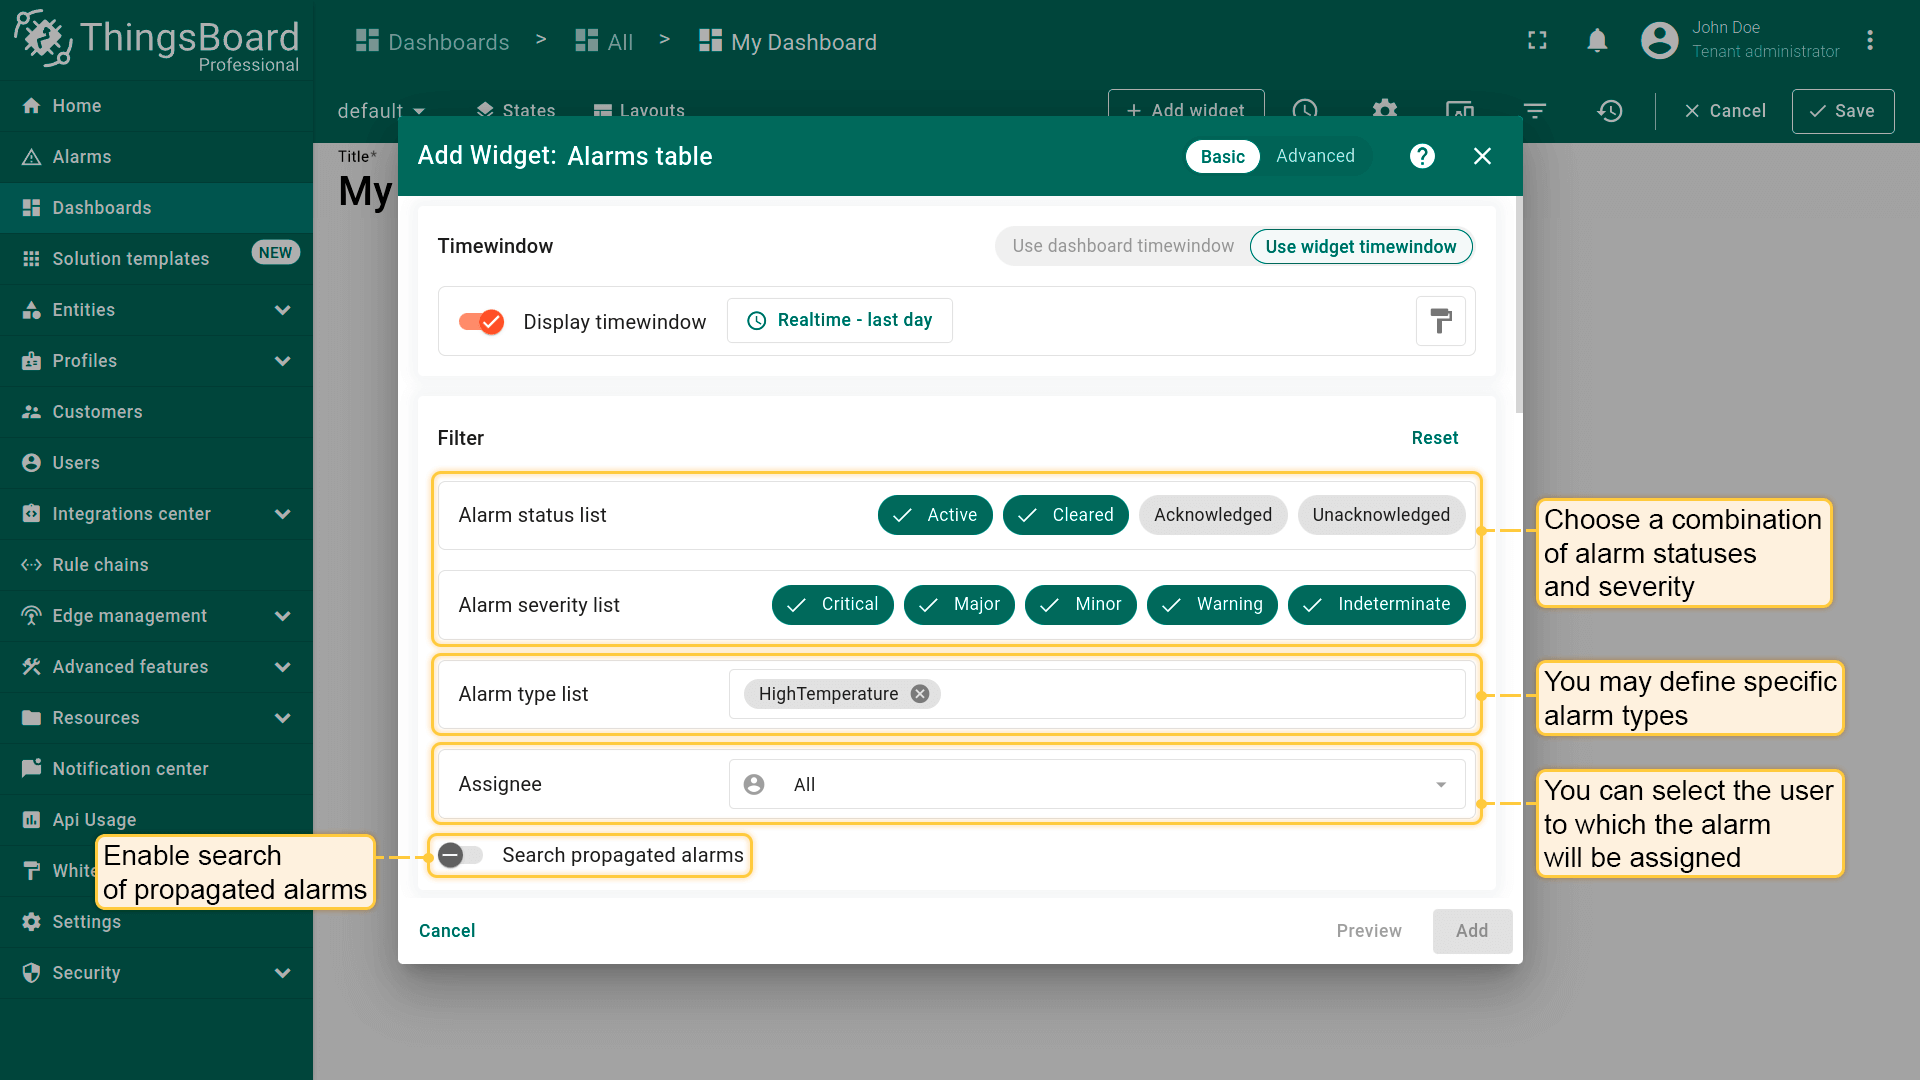 ThingsBoard
Professional
Dashboards > All > My Dashboard
John Doe
Tenant administrator
Home
Alarms
Dashboards
Solution templates NEW
Entities
Profiles
Customers
Users
Integrations center
Rule chains
Edge management
Advanced features
Resources
Notification center
Api Usage
White
Settings
Security
default States Layouts
Add widget Cancel Save
Title*
My
Add Widget: Alarms table
Basic Advanced
Timewindow
Use dashboard timewindow Use widget timewindow
Display timewindow Realtime - last day
Filter Reset
Alarm status list Active Cleared Acknowledged Unacknowledged
Alarm severity list Critical Major Minor Warning Indeterminate
Alarm type list HighTemperature
Assignee All
Search propagated alarms
Cancel Preview Add
Choose a combination
of alarm statuses
and severity
You may define specific
alarm types
You can select the user
to which the alarm
will be assigned
Enable search
of propagated alarms